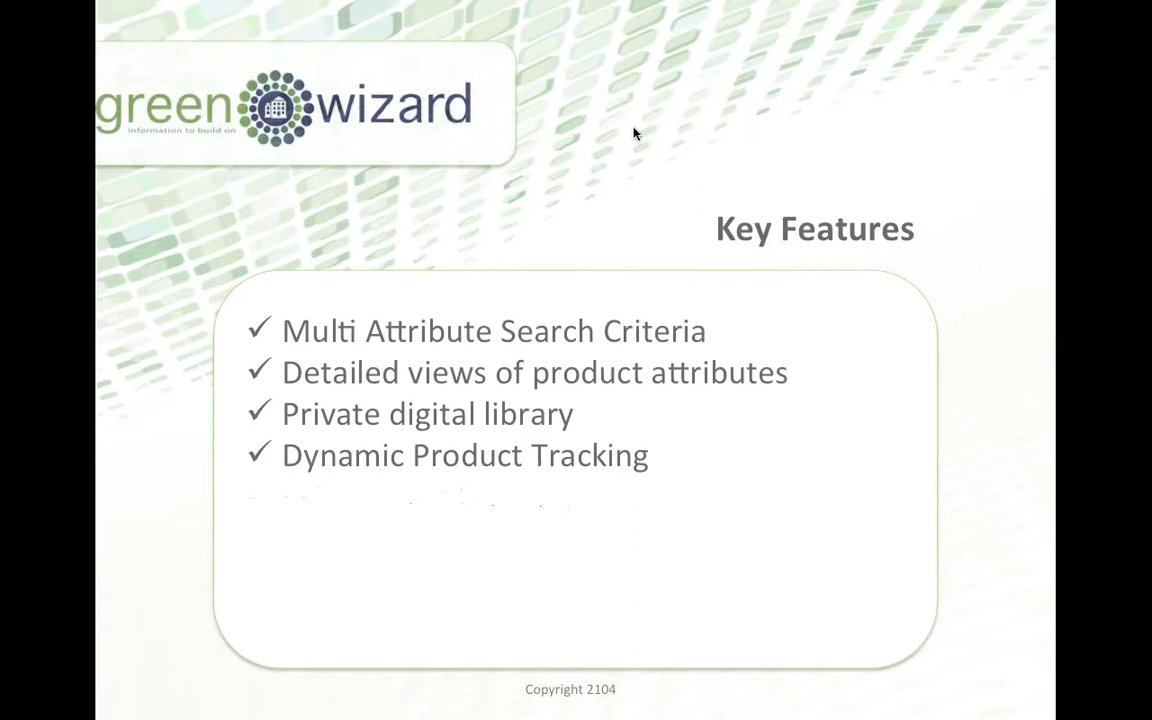 green wizard
information to build on
Key Features
✓ Multi Attribute Search Criteria
✓ Detailed views of product attributes
✓ Private digital library
✓ Dynamic Product Tracking
Copyright 2104